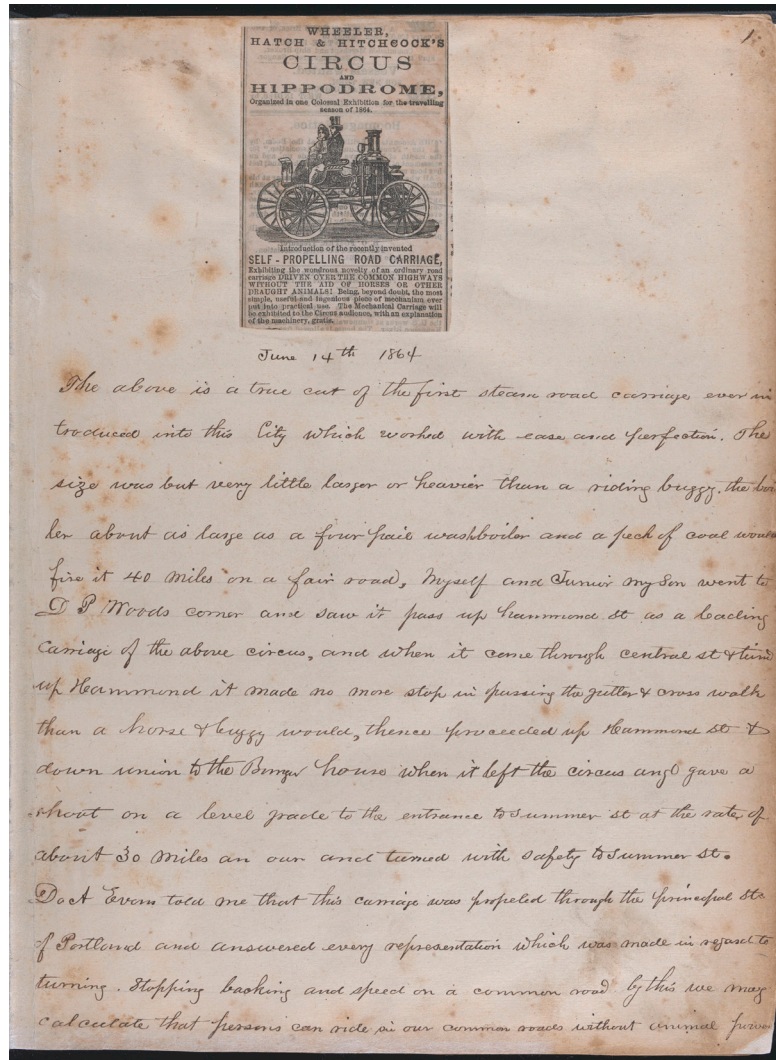 1.
WHEELER,
HATCH & HITCHCOCK'S
CIRCUS
AND
HIPPODROME,
Organized in one Colossal Exhibition for the travelling
season of 1864.
Introduction of the recently invented
SELF-PROPELLING ROAD CARRIAGE,
Exhibiting the wondrous novelty of an ordinary road
carriage DRIVEN OVER THE COMMON HIGHWAYS
WITHOUT THE AID OF HORSES OR OTHER
DRAUGHT ANIMALS! Being, beyond doubt, the most
simple, useful and ingenious piece of mechanism ever
put into practical use. The Mechanical Carriage will
be exhibited to the Circus audience, with an explanation
of the machinery, gratis.
June 14th 1864
The above is a true cut of the first steam road carriage ever in
troduced into this City which worked with ease and perfection. The
size was but very little larger or heavier than a riding buggy. the boi
ler about as large as a four pail washboiler and a peck of coal would
fire it 40 miles on a fair road, Myself and Junior my Son went to
D P Woods corner and saw it pass up hammond st as a leading
Carriage of the above circus, and when it come through central st & turnd
up Hammond it made no more stop in passing the gutter & cross walk
than a horse & buggy would, thence proceeded up Hammond st &
down union to the Bangor house when it left the circus and gave a
shoot on a level grade to the entrance to Summer st at the rate of
about 30 miles an our and turned with safety to Summer st.
Doct told me that this carriage was propeled through the principal sts
of Portland and answered every representation which was made in regard to
turning. Stopping backing and speed on a common road by this we may
calculate that persons can ride in our common roads without animal power